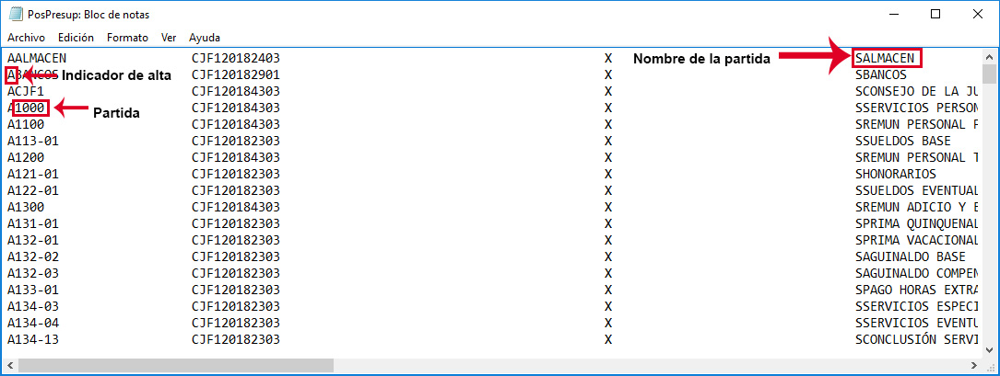 PosPresup: Bloc de notas
Archivo Edición Formato Ver Ayuda
AALMACEN CJF120182403 X Nombre de la partida SALMACEN
ABANCOS Indicador de alta CJF120182901 X SBANCOS
ACJF1 CJF120184303 X SCONSEJO DE LA JU
A1000 Partida CJF120184303 X SSERVICIOS PERSON
A1100 CJF120184303 X SREMUN PERSONAL P
A113-01 CJF120182303 X SSUELDOS BASE
A1200 CJF120184303 X SREMUN PERSONAL T
A121-01 CJF120182303 X SHONORARIOS
A122-01 CJF120182303 X SSUELDOS EVENTUAL
A1300 CJF120184303 X SREMUN ADICIO Y E
A131-01 CJF120182303 X SPRIMA QUINQUENAL
A132-01 CJF120182303 X SPRIMA VACACIONAL
A132-02 CJF120182303 X SAGUINALDO BASE
A132-03 CJF120182303 X SAGUINALDO COMPEN
A133-01 CJF120182303 X SPAGO HORAS EXTRA
A134-03 CJF120182303 X SSERVICIOS ESPECI
A134-04 CJF120182303 X SSERVICIOS EVENTU
A134-13 CJF120182303 X SCONCLUSIÓN SERVI